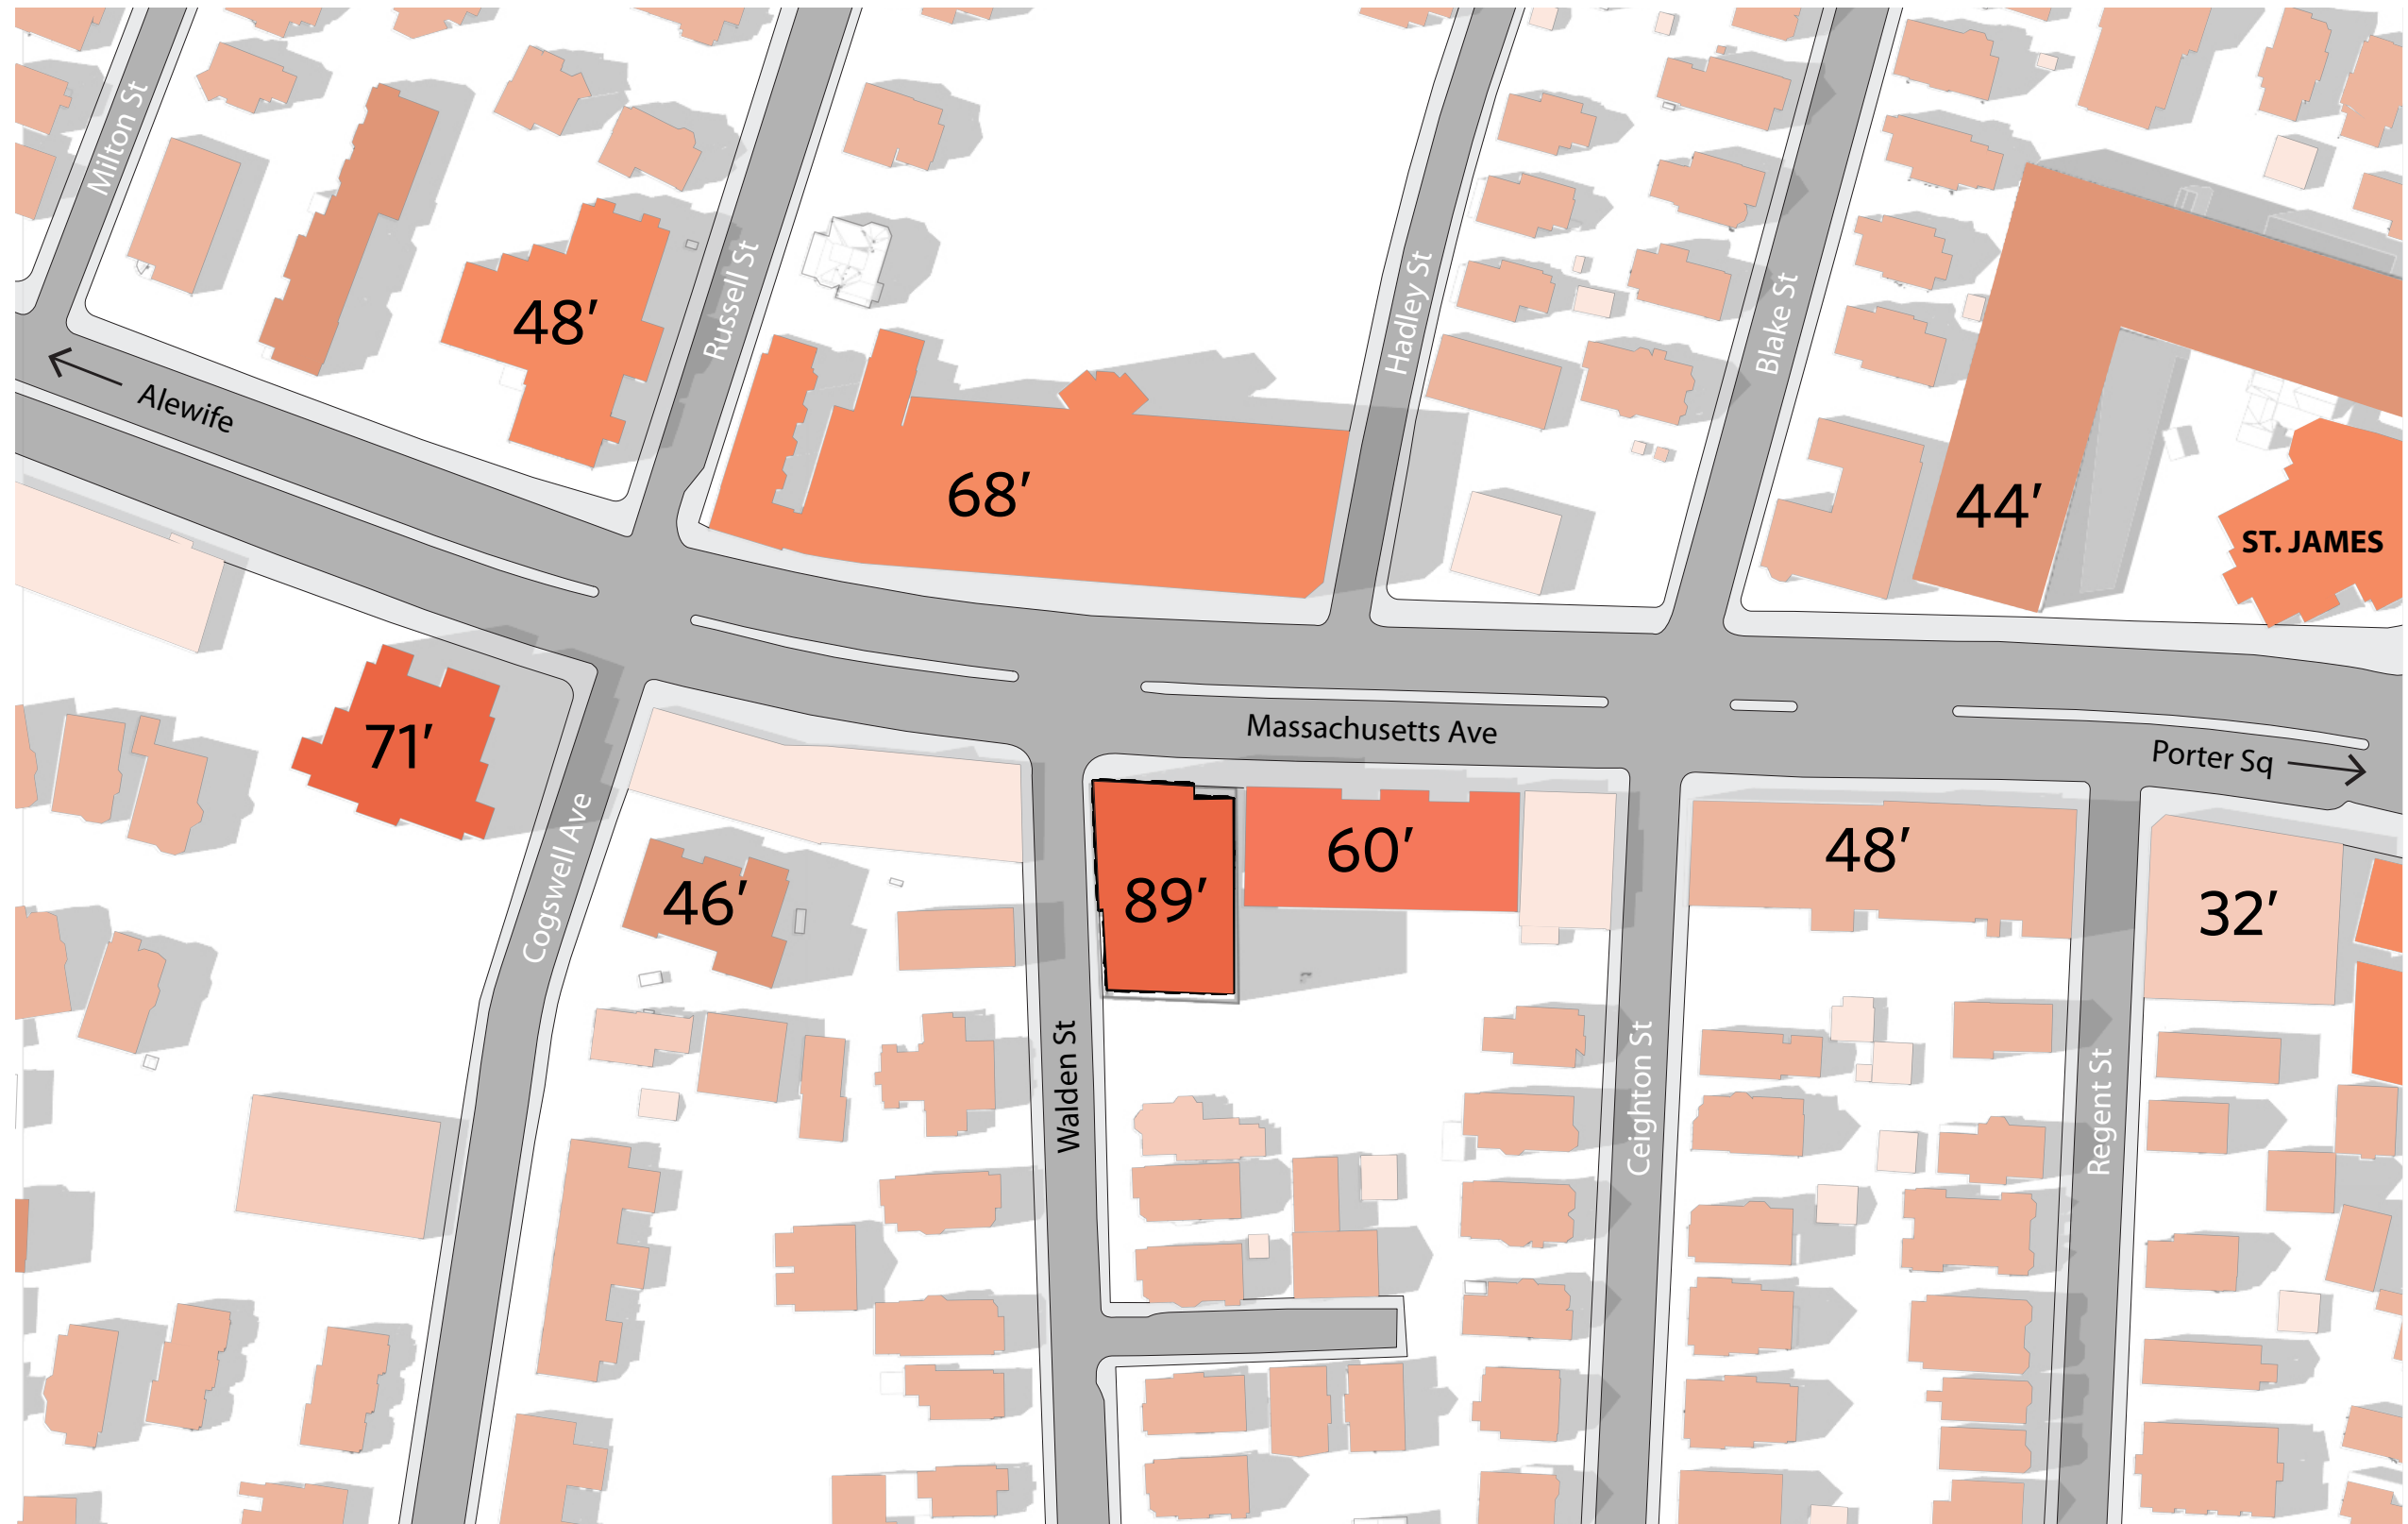 Milton St
48′
Russell St
Hadley St
Blake St
Alewife
68′
44′
ST. JAMES
71′
Massachusetts Ave
Porter Sq
Cogswell Ave
46′
89′
60′
48′
32′
Walden St
Ceighton St
Regent St